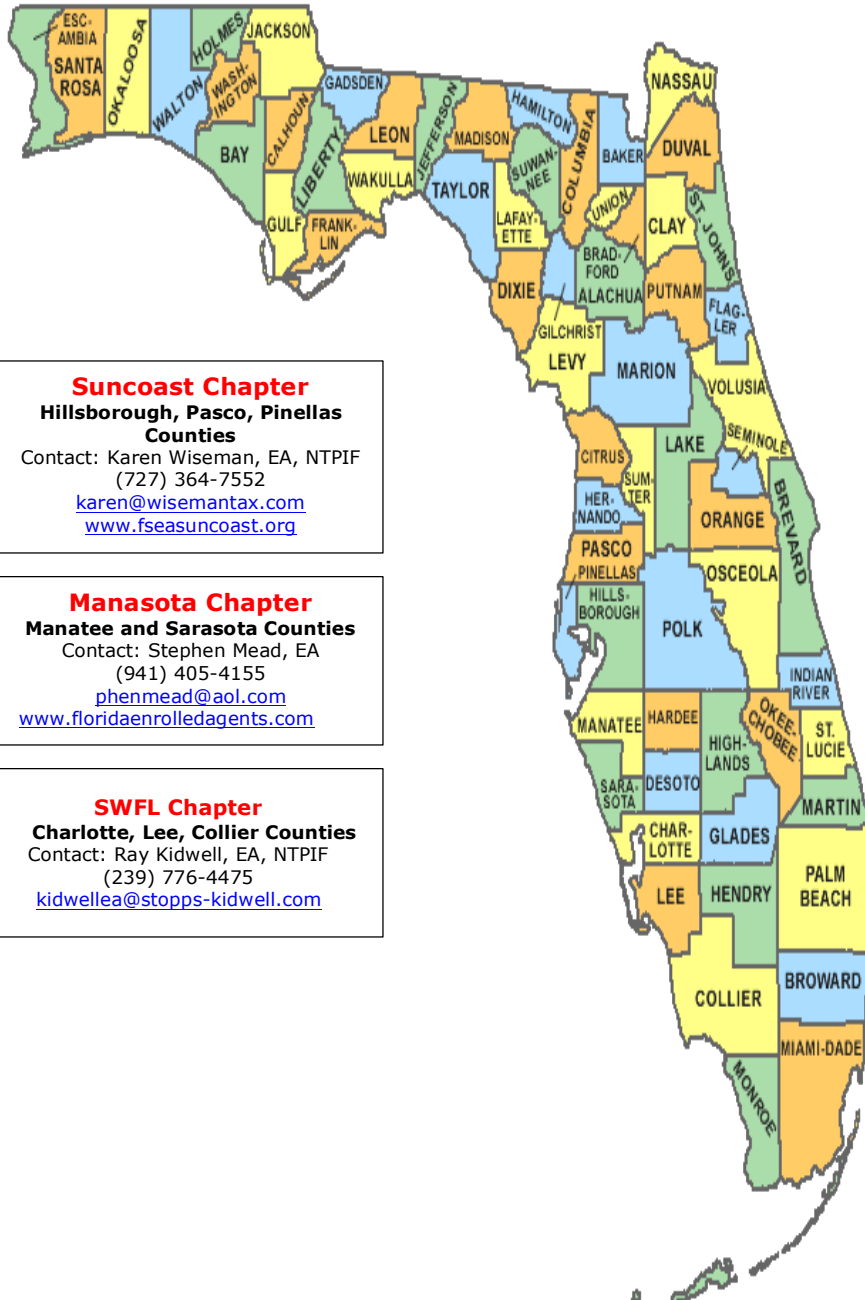 ESC-
AMBIA
SANTA
ROSA
OKALOOSA
WALTON
HOLMES
WASH-
INGTON
JACKSON
BAY
CALHOUN
GULF
LIBERTY
GADSDEN
FRANK-
LIN
LEON
WAKULLA
JEFFERSON
MADISON
TAYLOR
HAMILTON
SUWAN-
NEE
LAFAY-
ETTE
DIXIE
COLUMBIA
BAKER
UNION
NASSAU
DUVAL
CLAY
ST. JOHNS
BRAD-
FORD
ALACHUA
PUTNAM
FLAG-
LER
GILCHRIST
LEVY
MARION
VOLUSIA
Suncoast Chapter
Hillsborough, Pasco, Pinellas
Counties
Contact: Karen Wiseman, EA, NTPIF
(727) 364-7552
karen@wisemantax.com
www.fseasuncoast.org
CITRUS
SUM-
TER
LAKE
SEMINOLE
HER-
NANDO
ORANGE
BREVARD
PASCO
PINELLAS
HILLS-
BOROUGH
POLK
OSCEOLA
Manasota Chapter
Manatee and Sarasota Counties
Contact: Stephen Mead, EA
(941) 405-4155
phenmead@aol.com
www.floridaenrolledagents.com
INDIAN
RIVER
MANATEE
HARDEE
HIGH-
LANDS
OKEE-
CHOBEE
ST.
LUCIE
SARA-
SOTA
DESOTO
MARTIN
SWFL Chapter
Charlotte, Lee, Collier Counties
Contact: Ray Kidwell, EA, NTPIF
(239) 776-4475
kidwellea@stopps-kidwell.com
CHAR-
LOTTE
GLADES
LEE
HENDRY
PALM
BEACH
COLLIER
BROWARD
MIAMI-DADE
MONROE